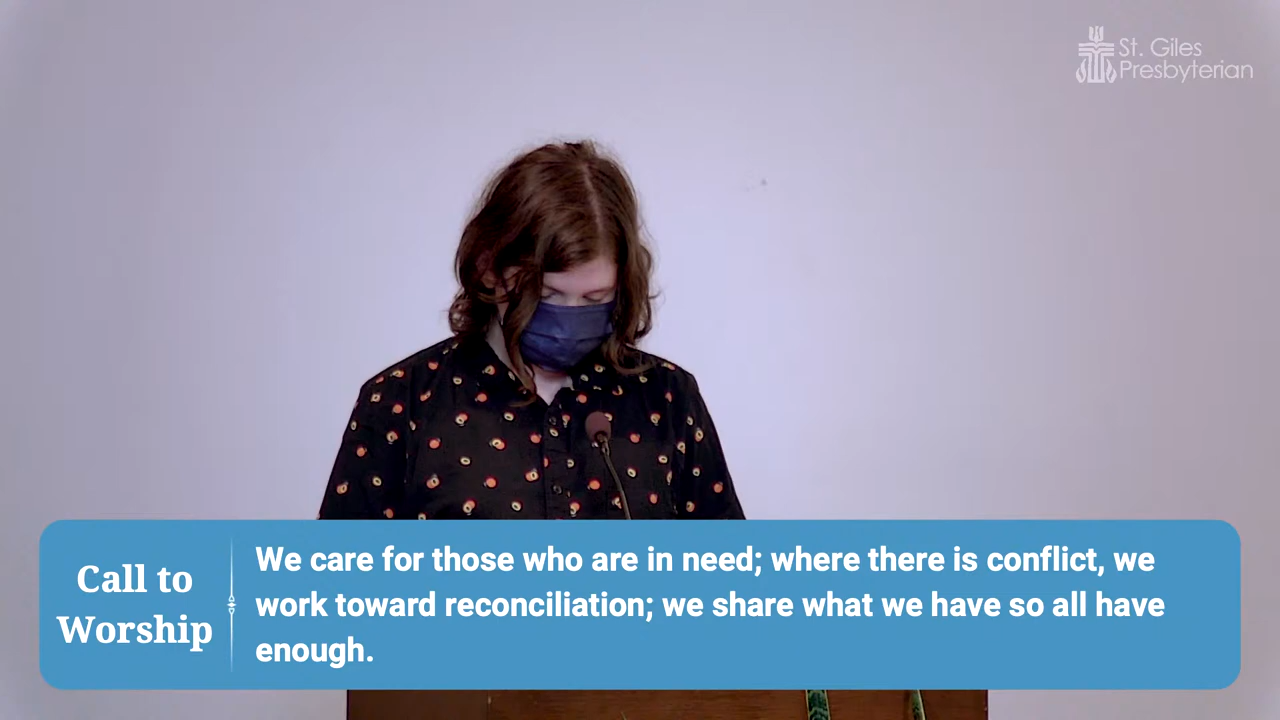 St. Giles
Presbyterian
Call to
Worship
We care for those who are in need; where there is conflict, we
work toward reconciliation; we share what we have so all have
enough.